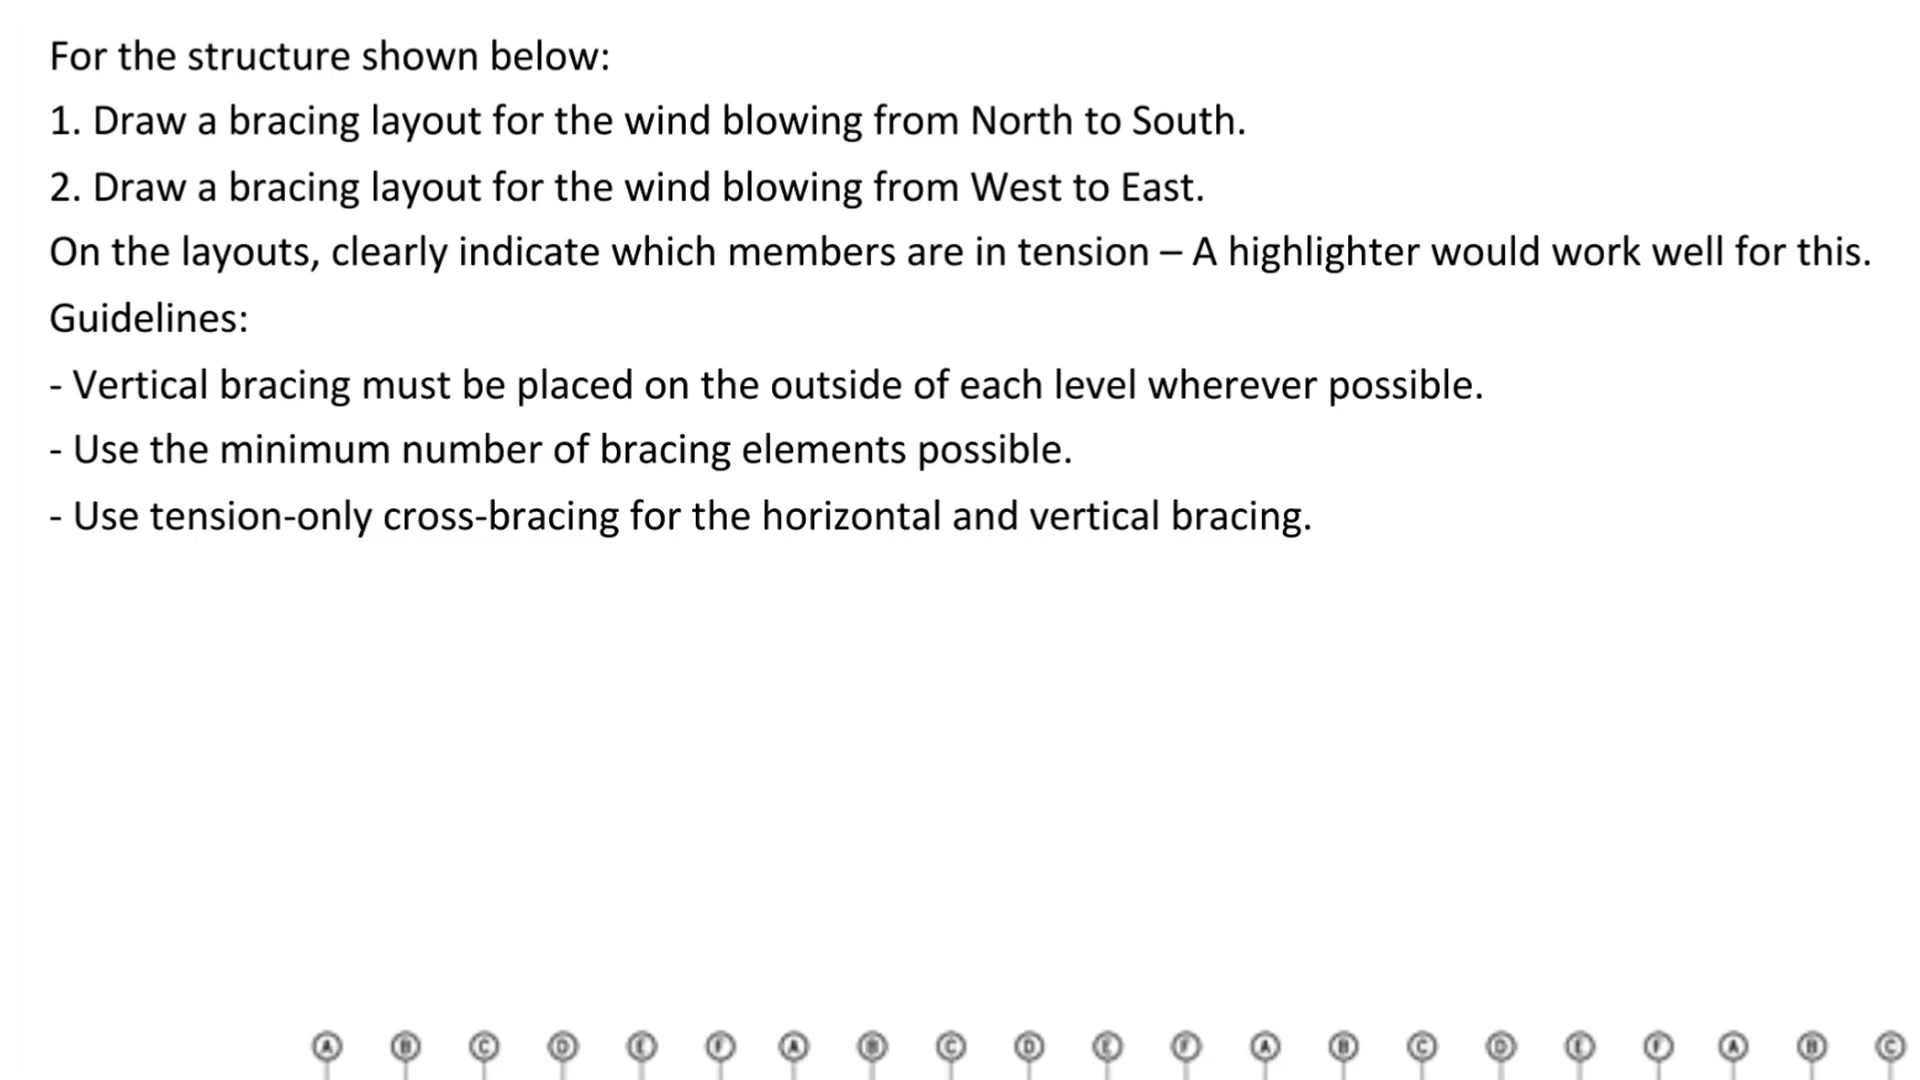 For the structure shown below:
1. Draw a bracing layout for the wind blowing from North to South.
2. Draw a bracing layout for the wind blowing from West to East.
On the layouts, clearly indicate which members are in tension – A highlighter would work well for this.
Guidelines:
- Vertical bracing must be placed on the outside of each level wherever possible.
- Use the minimum number of bracing elements possible.
- Use tension-only cross-bracing for the horizontal and vertical bracing.
A B C D E F A B C D E F A B C D E F A B C